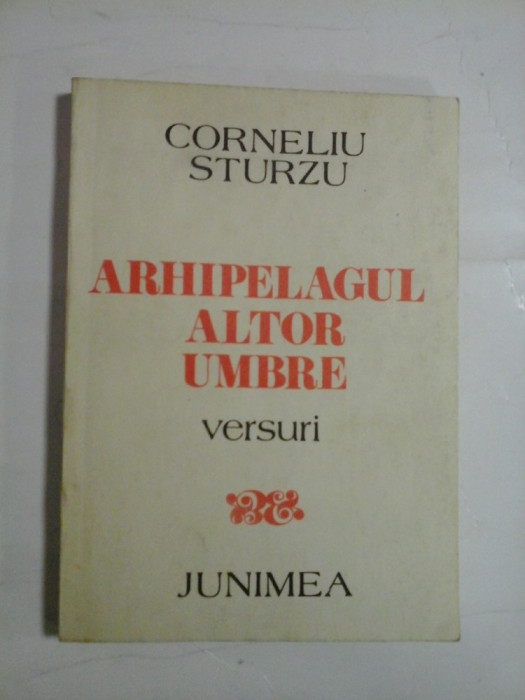 CORNELIU
STURZU
ARHIPELAGUL
ALTOR
UMBRE
versuri
JUNIMEA